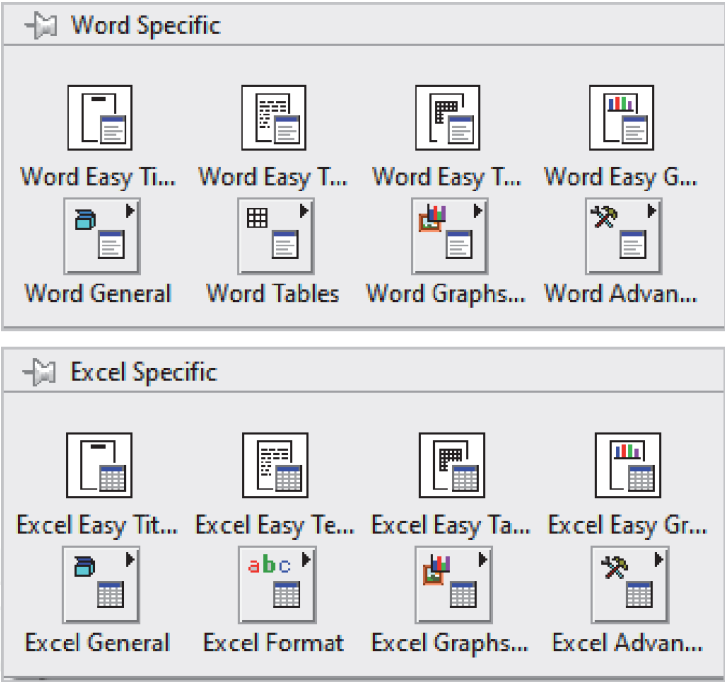 Word Specific
Word Easy Ti... Word Easy T... Word Easy T... Word Easy G...
Word General Word Tables Word Graphs... Word Advan...
Excel Specific
Excel Easy Tit... Excel Easy Te... Excel Easy Ta... Excel Easy Gr...
abc
Excel General Excel Format Excel Graphs... Excel Advan...